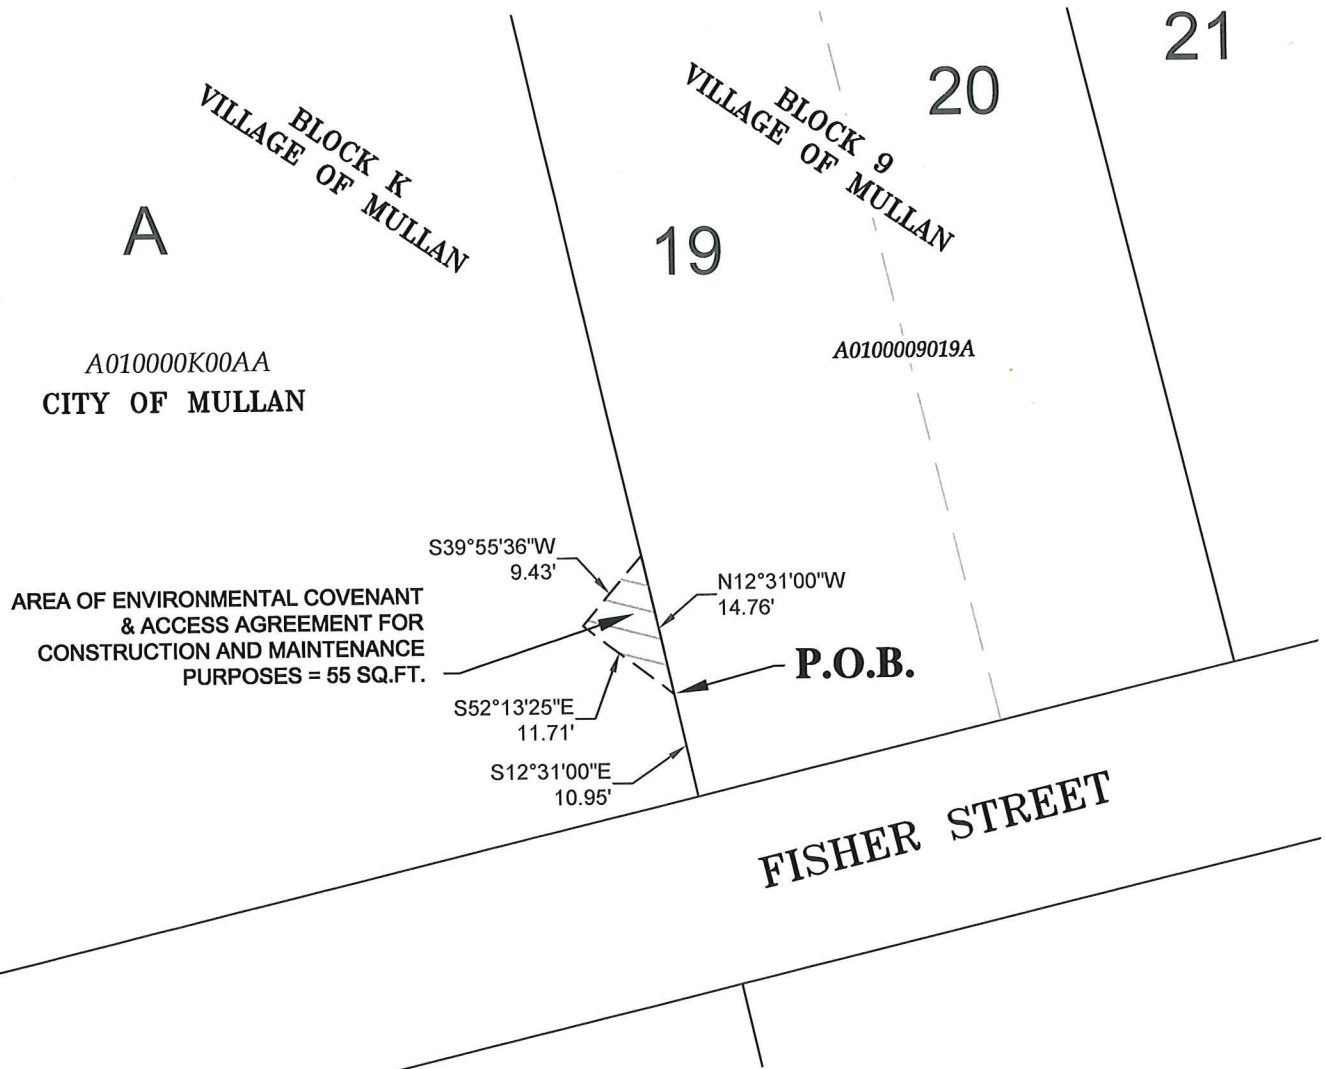 21
20
BLOCK K
VILLAGE OF MULLAN
BLOCK 9
VILLAGE OF MULLAN
A
19
A010000K00AA
CITY OF MULLAN
A0100009019A
S39°55'36"W
9.43'
N12°31'00"W
14.76'
AREA OF ENVIRONMENTAL COVENANT
& ACCESS AGREEMENT FOR
CONSTRUCTION AND MAINTENANCE
PURPOSES = 55 SQ.FT.
P.O.B.
S52°13'25"E
11.71'
S12°31'00"E
10.95'
FISHER STREET